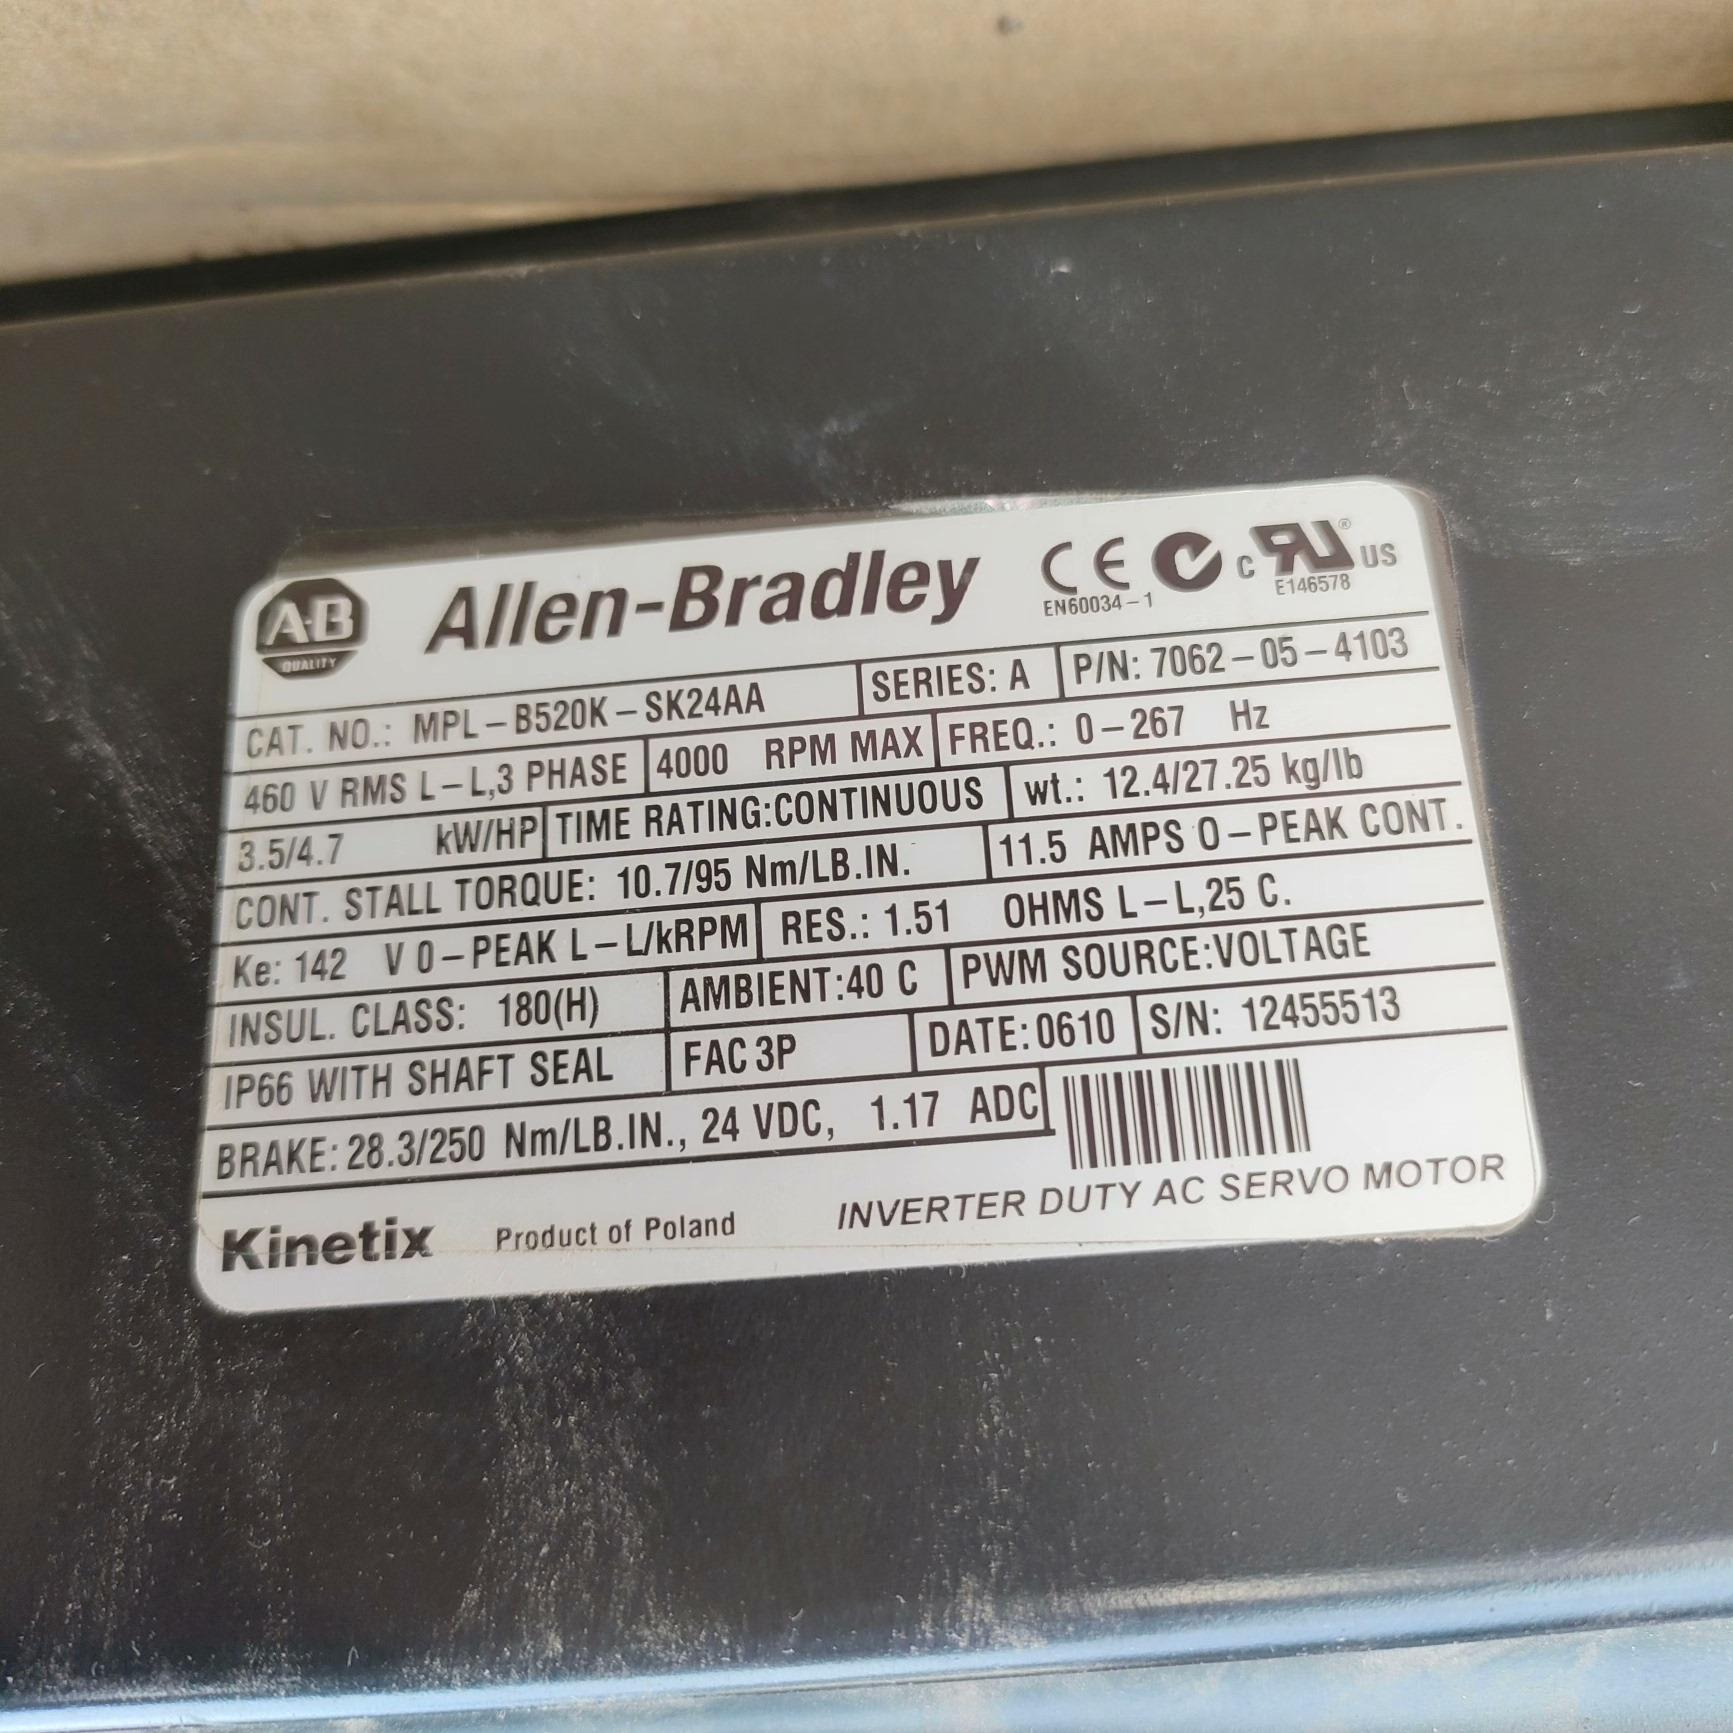 A-B QUALITY Allen-Bradley CE EN60034-1 c RU® US E146578
CAT. NO.: MPL-B520K-SK24AA SERIES: A P/N: 7062-05-4103
460 V RMS L-L,3 PHASE 4000 RPM MAX FREQ.: 0-267 Hz
3.5/4.7 kW/HP TIME RATING:CONTINUOUS wt.: 12.4/27.25 kg/lb
CONT. STALL TORQUE: 10.7/95 Nm/LB.IN. 11.5 AMPS 0-PEAK CONT.
Ke: 142 V 0-PEAK L-L/kRPM RES.: 1.51 OHMS L-L,25 C.
INSUL. CLASS: 180(H) AMBIENT:40 C PWM SOURCE:VOLTAGE
IP66 WITH SHAFT SEAL FAC 3P DATE:0610 S/N: 12455513
BRAKE: 28.3/250 Nm/LB.IN., 24 VDC, 1.17 ADC
Kinetix Product of Poland INVERTER DUTY AC SERVO MOTOR